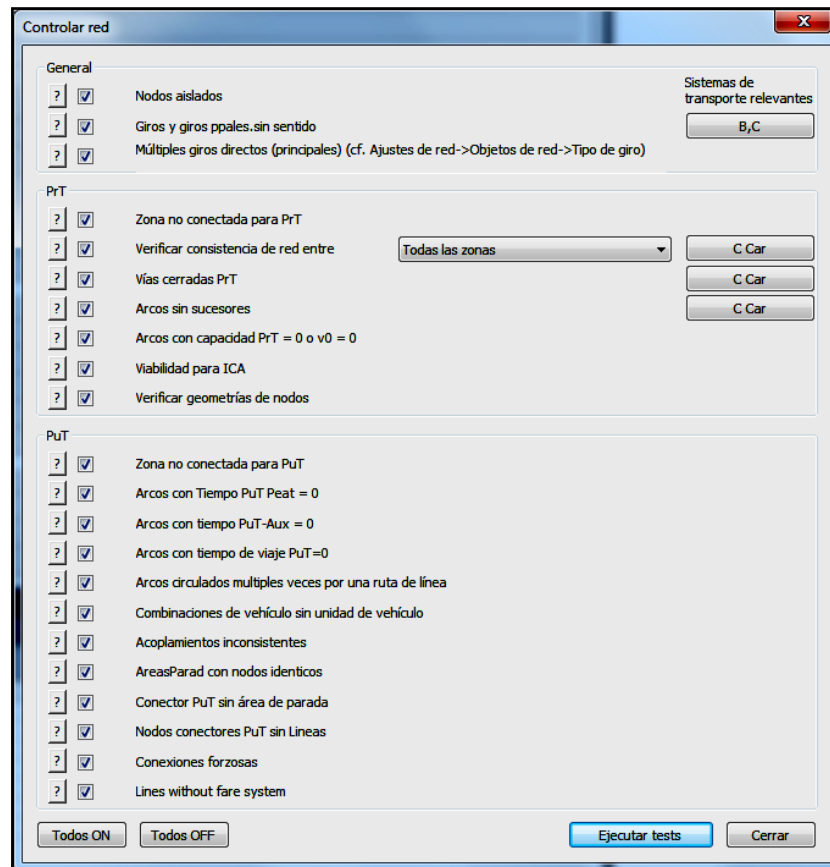 Controlar red
General
Sistemas de
transporte relevantes
? Nodos aislados
? Giros y giros ppales.sin sentido B,C
? Múltiples giros directos (principales) (cf. Ajustes de red->Objetos de red->Tipo de giro)
PrT
? Zona no conectada para PrT
? Verificar consistencia de red entre Todas las zonas C Car
? Vías cerradas PrT C Car
? Arcos sin sucesores C Car
? Arcos con capacidad PrT = 0 o v0 = 0
? Viabilidad para ICA
? Verificar geometrías de nodos
PuT
? Zona no conectada para PuT
? Arcos con Tiempo PuT Peat = 0
? Arcos con tiempo PuT-Aux = 0
? Arcos con tiempo de viaje PuT=0
? Arcos circulados multiples veces por una ruta de línea
? Combinaciones de vehículo sin unidad de vehículo
? Acoplamientos inconsistentes
? AreasParad con nodos identicos
? Conector PuT sin área de parada
? Nodos conectores PuT sin Lineas
? Conexiones forzosas
? Lines without fare system
Todos ON Todos OFF Ejecutar tests Cerrar